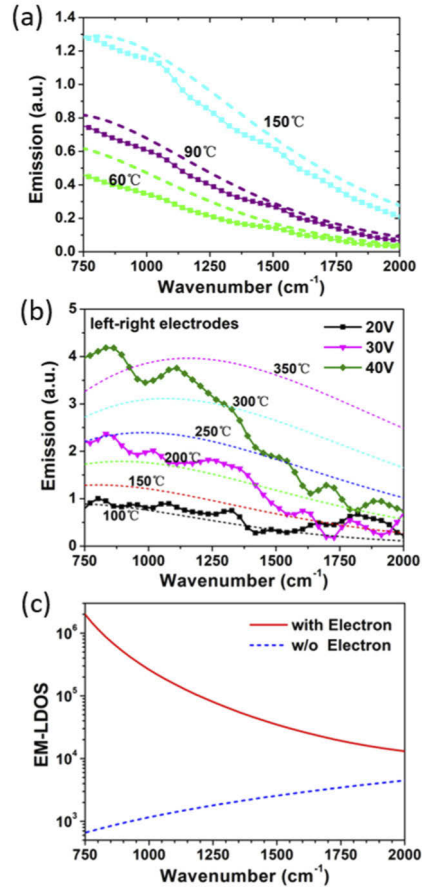 (a)
1.4
1.2
1.0
0.8
0.6
0.4
0.2
0.0
Emission (a.u.)
150℃
90℃
60℃
750 1000 1250 1500 1750 2000
Wavenumber (cm⁻¹)
(b)
5
4
3
2
1
0
Emission (a.u.)
left-right electrodes
20V
30V
40V
350℃
300℃
250℃
200℃
150℃
100℃
750 1000 1250 1500 1750 2000
Wavenumber (cm⁻¹)
(c)
10⁶
10⁵
10⁴
10³
EM-LDOS
with Electron
w/o Electron
750 1000 1250 1500 1750 2000
Wavenumber (cm⁻¹)